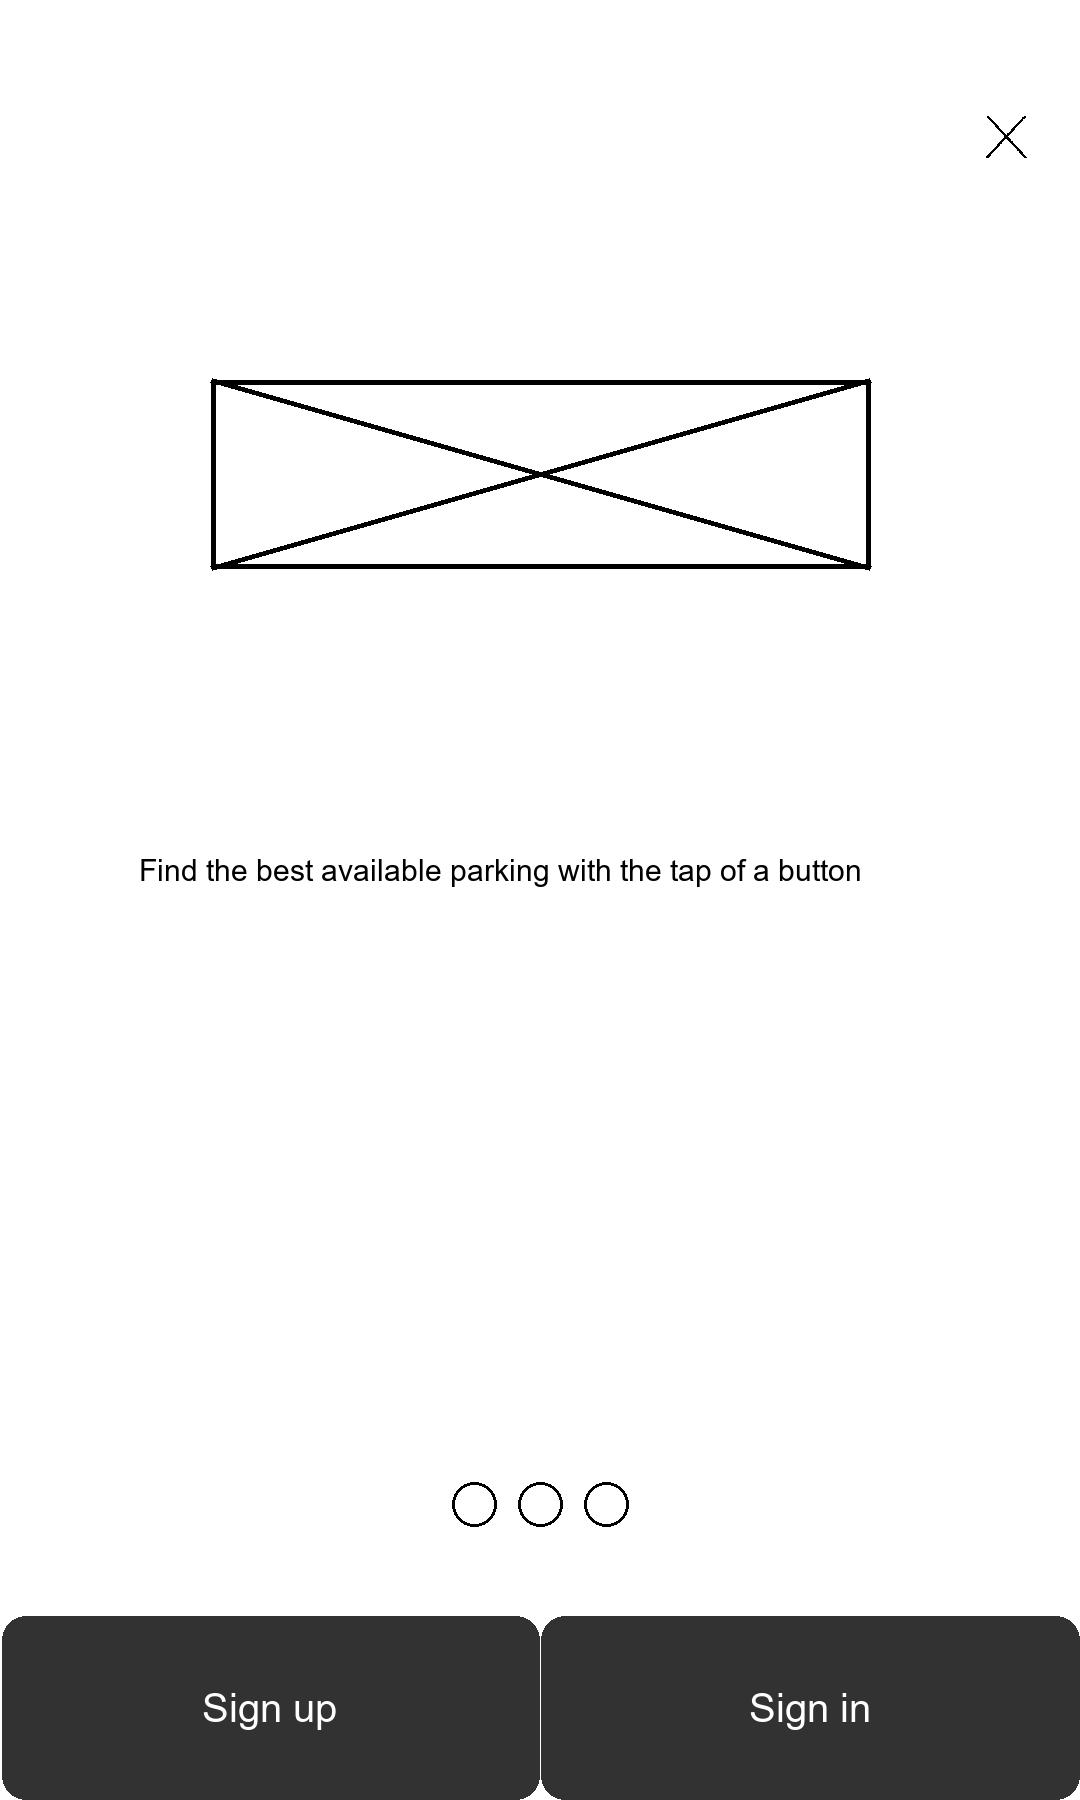 Find the best available parking with the tap of a button
Sign up
Sign in